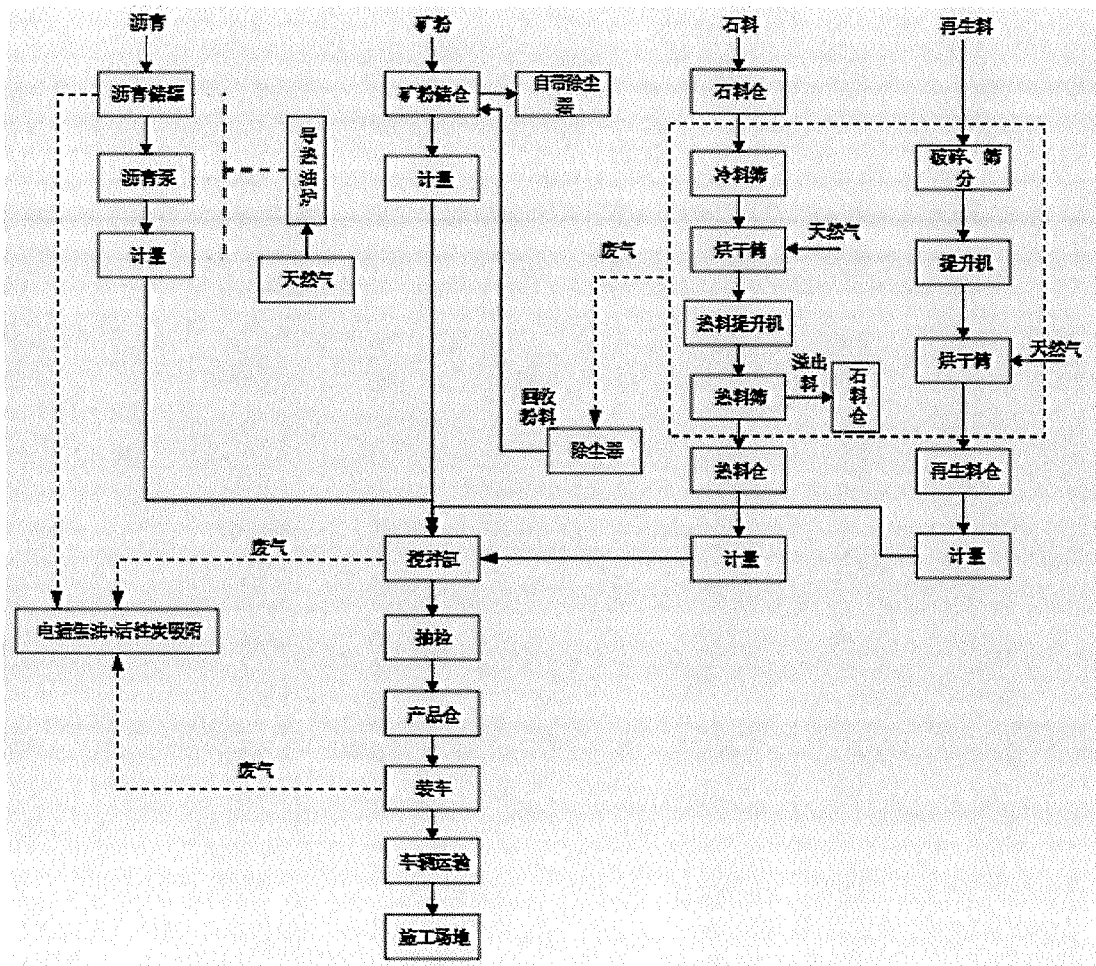 沥青
矿粉
石料
再生料
沥青储罐
矿粉储仓
自带除尘
器
石料仓
导热油炉
沥青泵
计量
冷料筛
破碎、筛
分
计量
天然气
废气
烘干筒
天然气
提升机
热料提升机
烘干筒
天然气
回收
粉料
热料筛
溢出
料
石料仓
除尘器
热料仓
再生料仓
废气
搅拌缸
计量
计量
电捕焦油+活性炭吸附
抽检
产品仓
废气
装车
车辆运输
施工场地